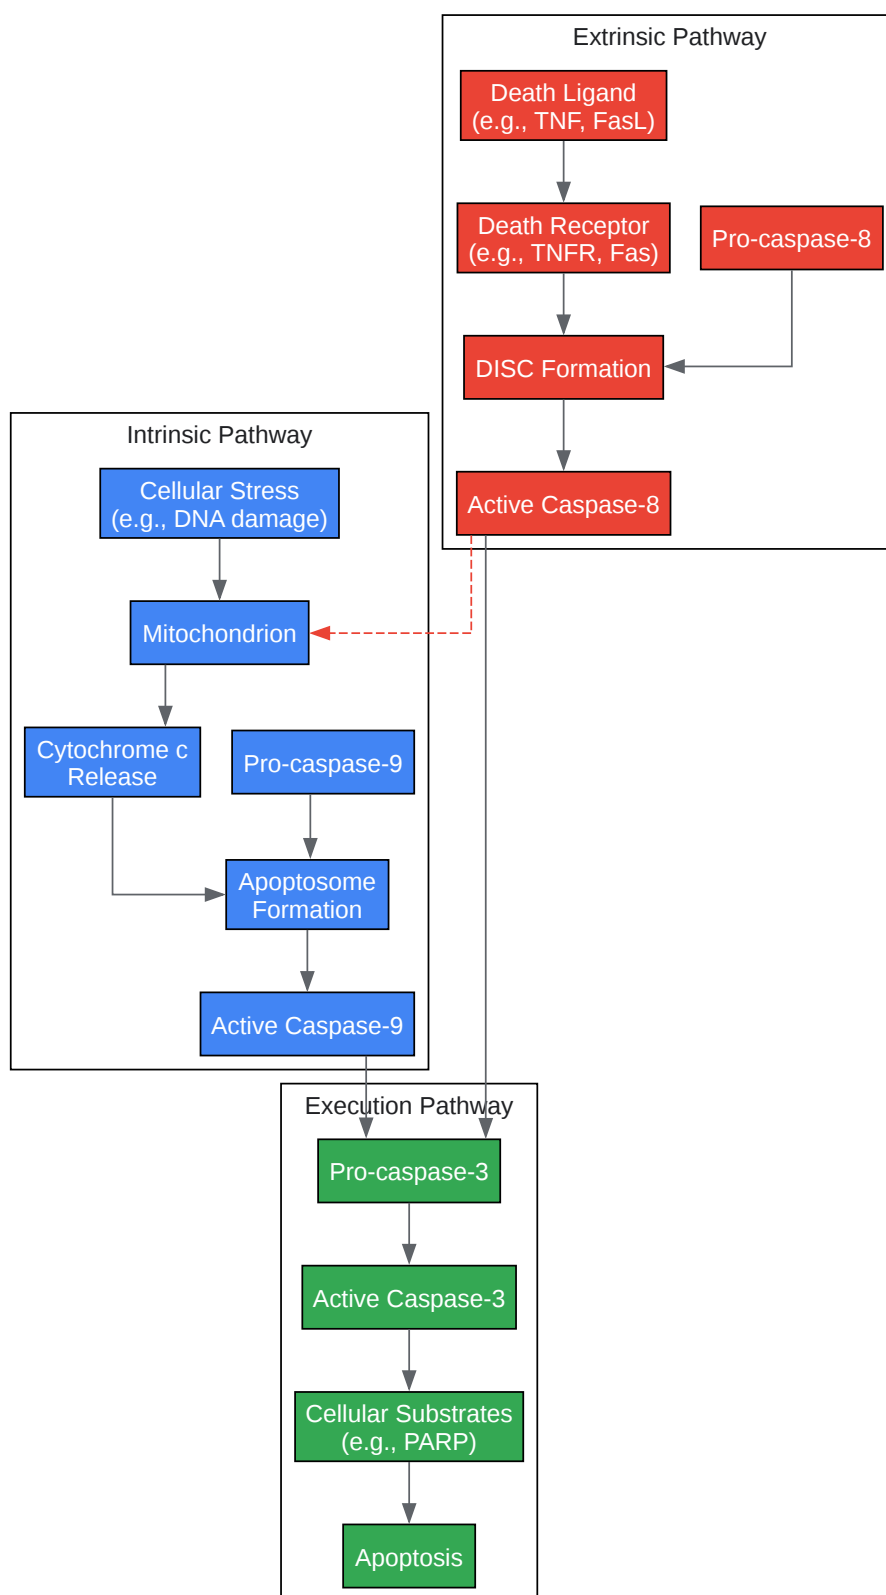 Extrinsic Pathway
Death Ligand
(e.g., TNF, FasL)
Death Receptor
(e.g., TNFR, Fas)
Pro-caspase-8
DISC Formation
Active Caspase-8
Intrinsic Pathway
Cellular Stress
(e.g., DNA damage)
Mitochondrion
Cytochrome c
Release
Pro-caspase-9
Apoptosome
Formation
Active Caspase-9
Execution Pathway
Pro-caspase-3
Active Caspase-3
Cellular Substrates
(e.g., PARP)
Apoptosis